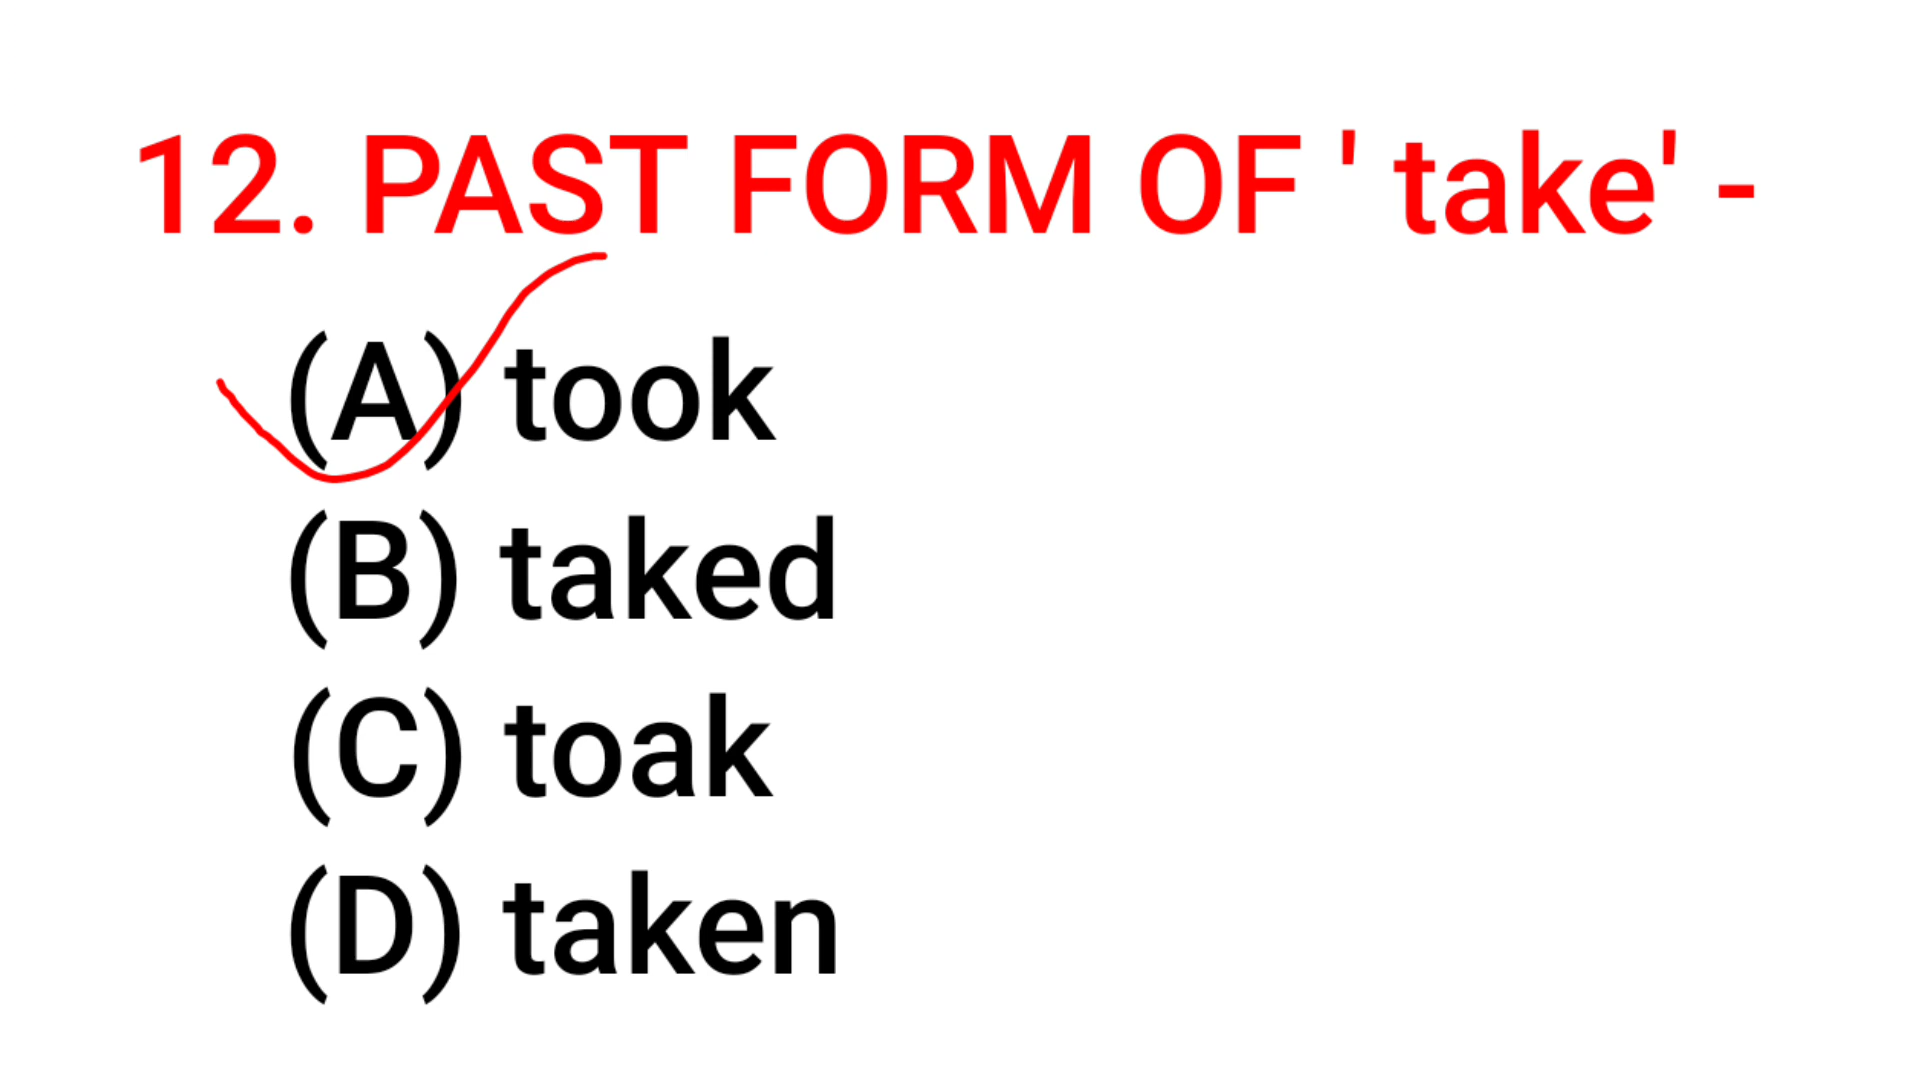 12. PAST FORM OF ' take' -
(A) took
(B) taked
(C) toak
(D) taken